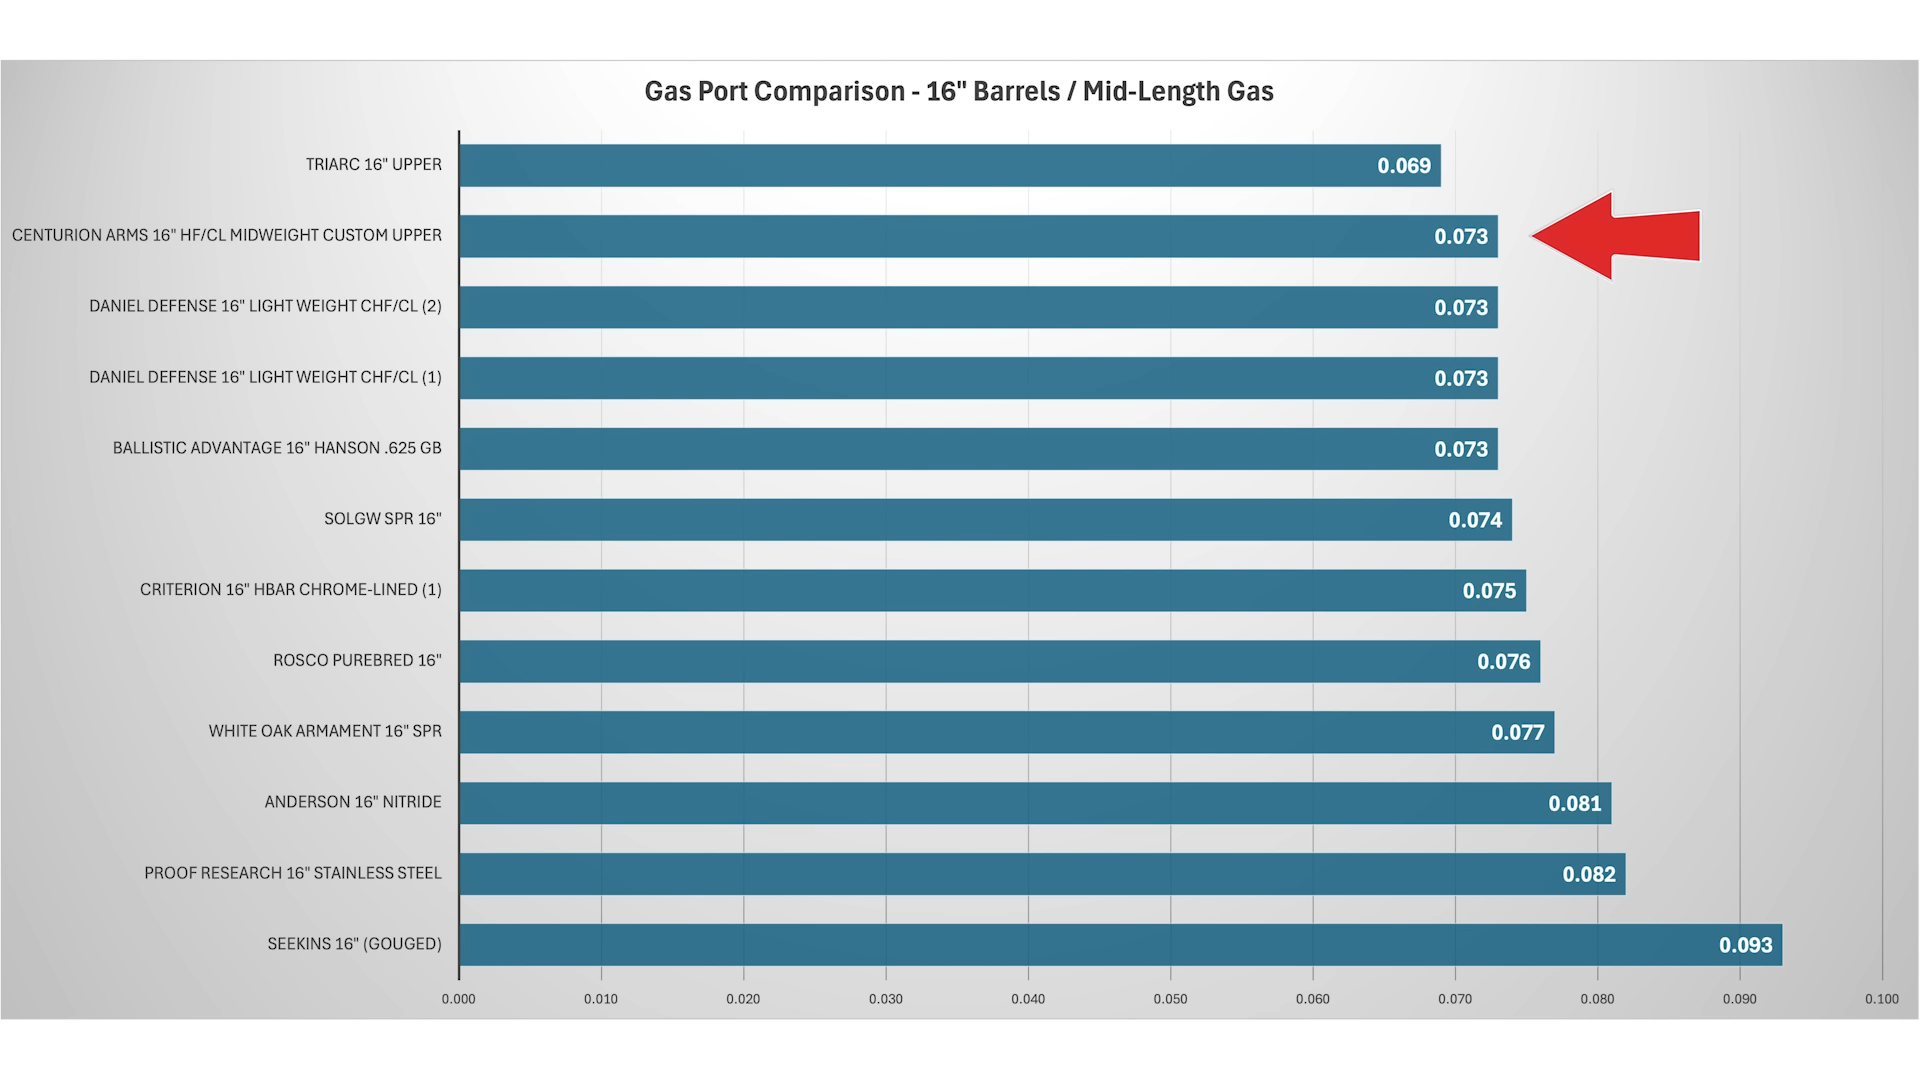 Gas Port Comparison - 16" Barrels / Mid-Length Gas
TRIARC 16" UPPER
0.069
CENTURION ARMS 16" HF/CL MIDWEIGHT CUSTOM UPPER
0.073
DANIEL DEFENSE 16" LIGHT WEIGHT CHF/CL (2)
0.073
DANIEL DEFENSE 16" LIGHT WEIGHT CHF/CL (1)
0.073
BALLISTIC ADVANTAGE 16" HANSON .625 GB
0.073
SOLGW SPR 16"
0.074
CRITERION 16" HBAR CHROME-LINED (1)
0.075
ROSCO PUREBRED 16"
0.076
WHITE OAK ARMAMENT 16" SPR
0.077
ANDERSON 16" NITRIDE
0.081
PROOF RESEARCH 16" STAINLESS STEEL
0.082
SEEKINS 16" (GOUGED)
0.093
0.000 0.010 0.020 0.030 0.040 0.050 0.060 0.070 0.080 0.090 0.100